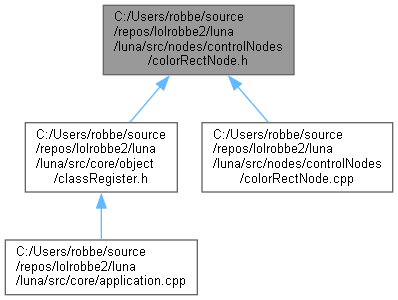 C:/Users/robbe/source
/repos/lolrobbe2/luna
/luna/src/nodes/controlNodes
/colorRectNode.h
C:/Users/robbe/source
/repos/lolrobbe2/luna
/luna/src/core/object
/classRegister.h
C:/Users/robbe/source
/repos/lolrobbe2/luna
/luna/src/nodes/controlNodes
/colorRectNode.cpp
C:/Users/robbe/source
/repos/lolrobbe2/luna
/luna/src/core/application.cpp